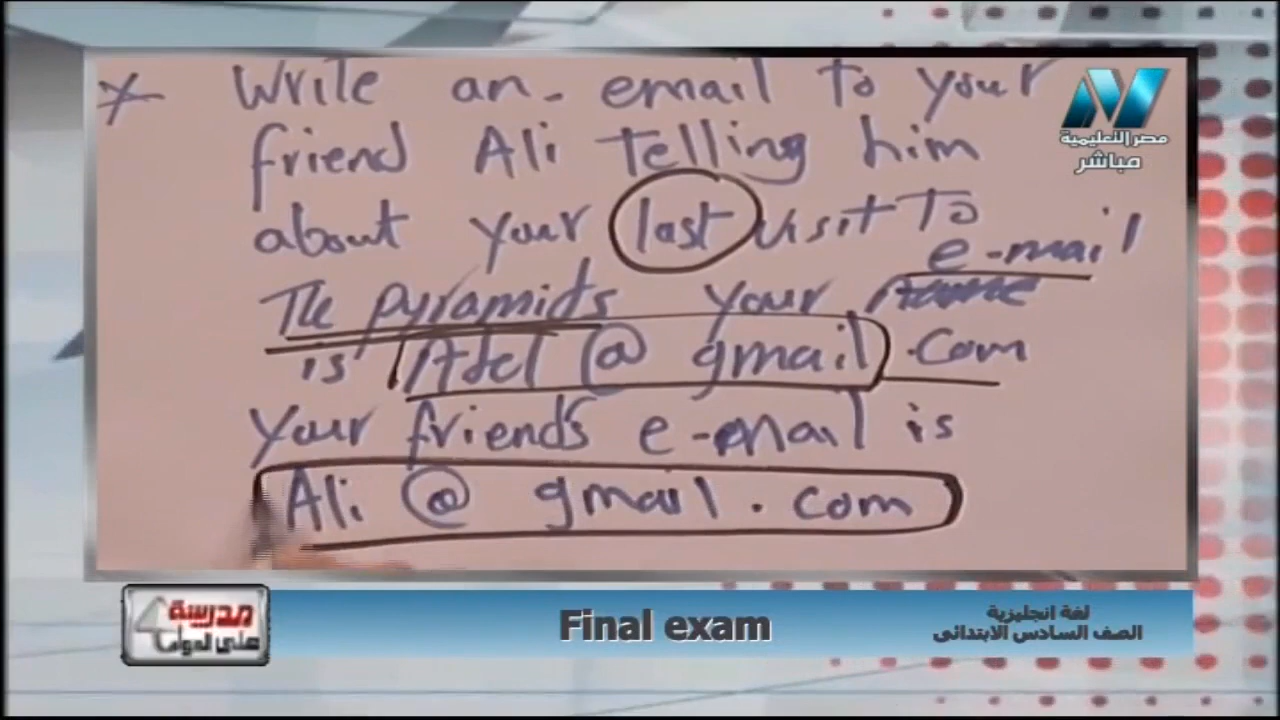 Write an email to your
friend Ali telling him
about your last visit to
e-mail
The pyramids your
is Adel @ gmail .com
Your friend's e-mail is
Ali @ gmail . com
مصر التعليمية
مباشر
مدرسة
على الهواء
Final exam
لغة انجليزية
الصف السادس الابتدائى